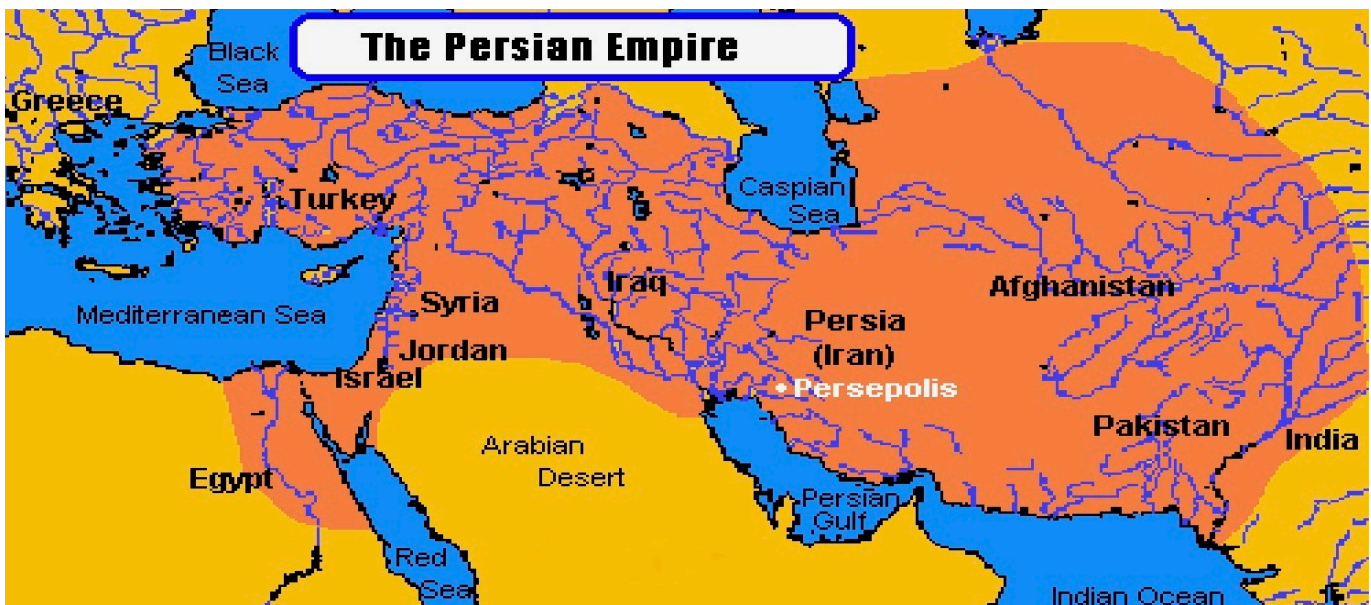 The Persian Empire
Black
Sea
Greece
Caspian
Sea
Turkey
Mediterranean Sea
Syria
Iraq
Afghanistan
Persia
(Iran)
Jordan
Israel
Persepolis
Pakistan
India
Arabian
Desert
Egypt
Persian
Gulf
Red
Sea
Indian Ocean